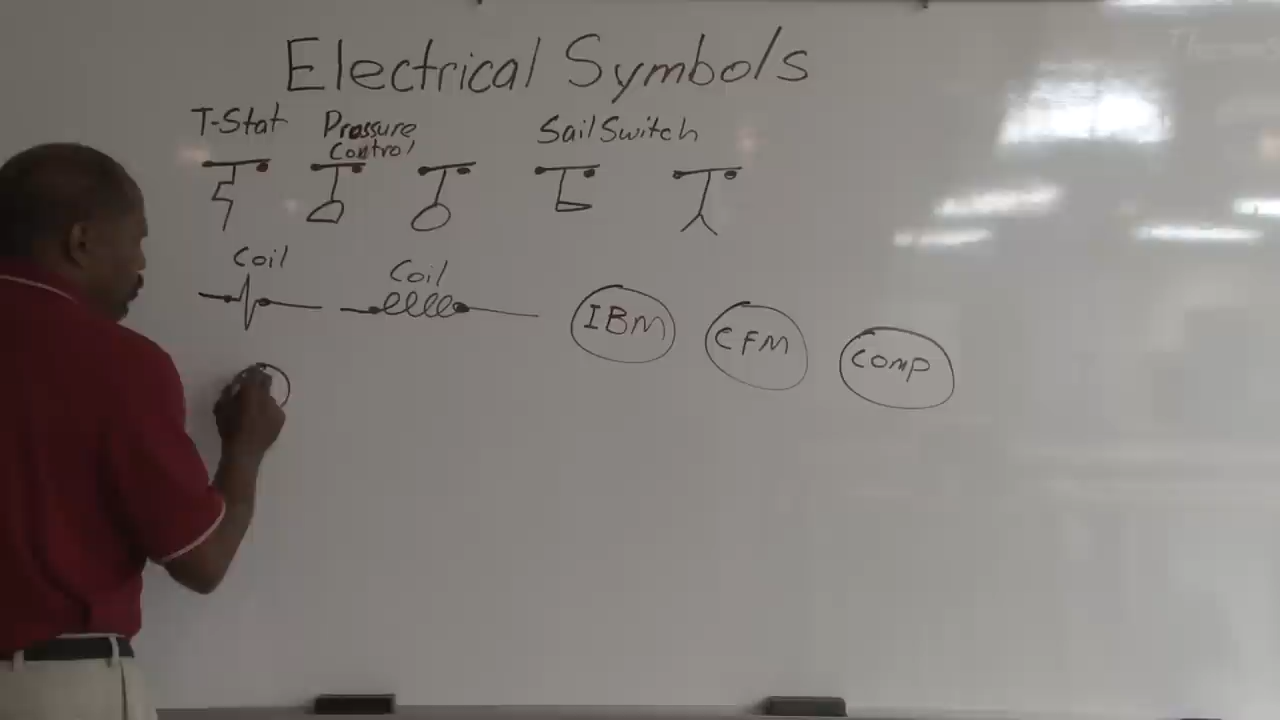 Electrical Symbols
T-Stat
Pressure
Control
Sail Switch
Coil
Coil
IBM
CFM
COMP